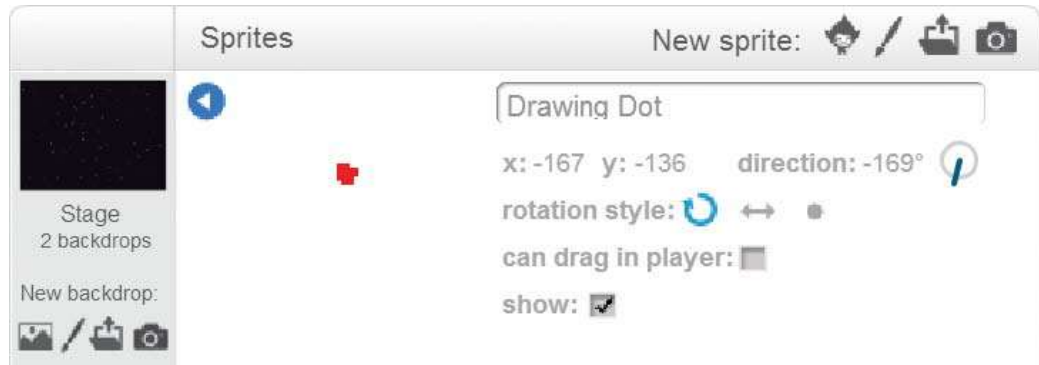 Sprites
New sprite:
Drawing Dot
x: -167 y: -136 direction: -169°
rotation style:
can drag in player:
show:
Stage
2 backdrops
New backdrop: